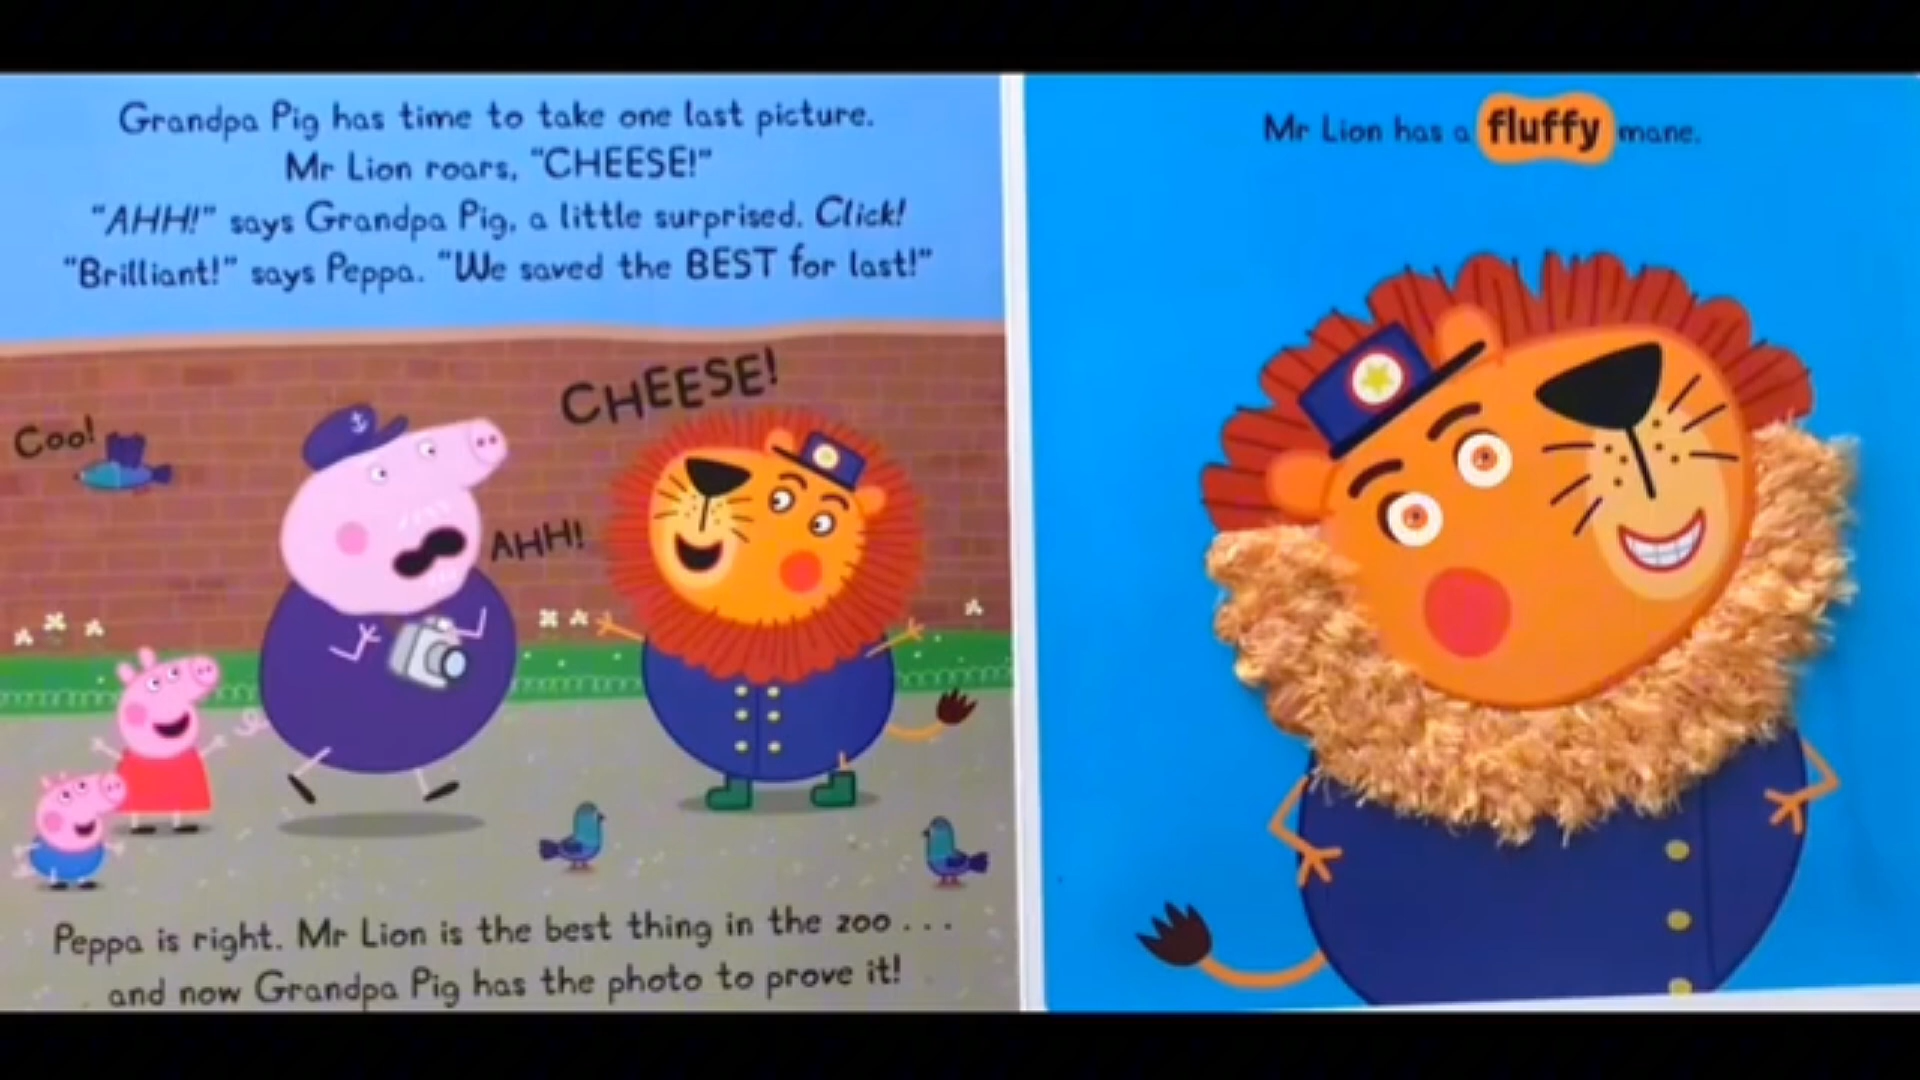 Grandpa Pig has time to take one last picture.
Mr Lion roars, “CHEESE!”
“AHH!” says Grandpa Pig, a little surprised. Click!
“Brilliant!” says Peppa. “We saved the BEST for last!”
CHEESE!
Coo!
AHH!
Peppa is right. Mr Lion is the best thing in the zoo . . .
and now Grandpa Pig has the photo to prove it!
Mr Lion has a fluffy mane.